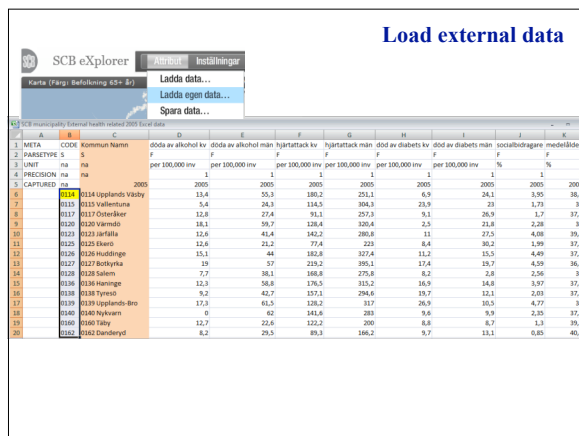 Load external data
SCB SCB eXplorer Attribut Inställningar
Karta (Färg: Befolkning 65+ år)
Ladda data...
Ladda egen data...
Spara data...
SCB municipality External health related 2005 Excel data
A B C D E F G H I J K
1 META CODE Kommun Namn döda av alkohol kv döda av alkohol män hjärtattack kv hjärtattack män död av diabets kv död av diabets män socialbidragare medelålde
2 PARSETYPE S S F F F F F F F F
3 UNIT na na per 100,000 inv per 100,000 inv per 100,000 inv per 100,000 inv per 100,000 inv per 100,000 inv %  %
4 PRECISION na na 1 1 1 1 1 1 1
5 CAPTURED na 2005 2005 2005 2005 2005 2005 2005 2005 200
6 0114 0114 Upplands Väsby 13,4 55,3 180,2 251,1 6,9 24,1 3,95 38,
7 0115 0115 Vallentuna 5,4 24,3 114,5 304,3 23,9 23 1,73 3
8 0117 0117 Österåker 12,8 27,4 91,1 257,3 9,1 26,9 1,7 37,
9 0120 0120 Värmdö 18,1 59,7 128,4 320,4 2,5 21,8 2,28 3
10 0123 0123 Järfälla 12,6 41,4 142,2 280,8 11 27,5 4,08 39,
11 0125 0125 Ekerö 12,6 21,2 77,4 223 8,4 30,2 1,99 37,
12 0126 0126 Huddinge 15,1 44 182,8 327,4 11,2 15,5 4,49 37,
13 0127 0127 Botkyrka 19 57 219,2 395,1 17,4 19,7 4,59 36,
14 0128 0128 Salem 7,7 38,1 168,8 275,8 8,2 2,8 2,56 3
15 0136 0136 Haninge 12,3 58,8 176,5 315,2 16,9 14,8 3,97 37,
16 0138 0138 Tyresö 9,2 42,7 157,1 294,6 19,7 12,1 2,03 37,
17 0139 0139 Upplands-Bro 17,3 61,5 128,2 317 26,9 10,5 4,77 3
18 0140 0140 Nykvarn 0 62 141,6 283 9,6 9,9 2,35 37,
19 0160 0160 Täby 12,7 22,6 122,2 200 8,8 8,7 1,3 39,
20 0162 0162 Danderyd 8,2 29,5 89,3 166,2 9,7 13,1 0,85 40,